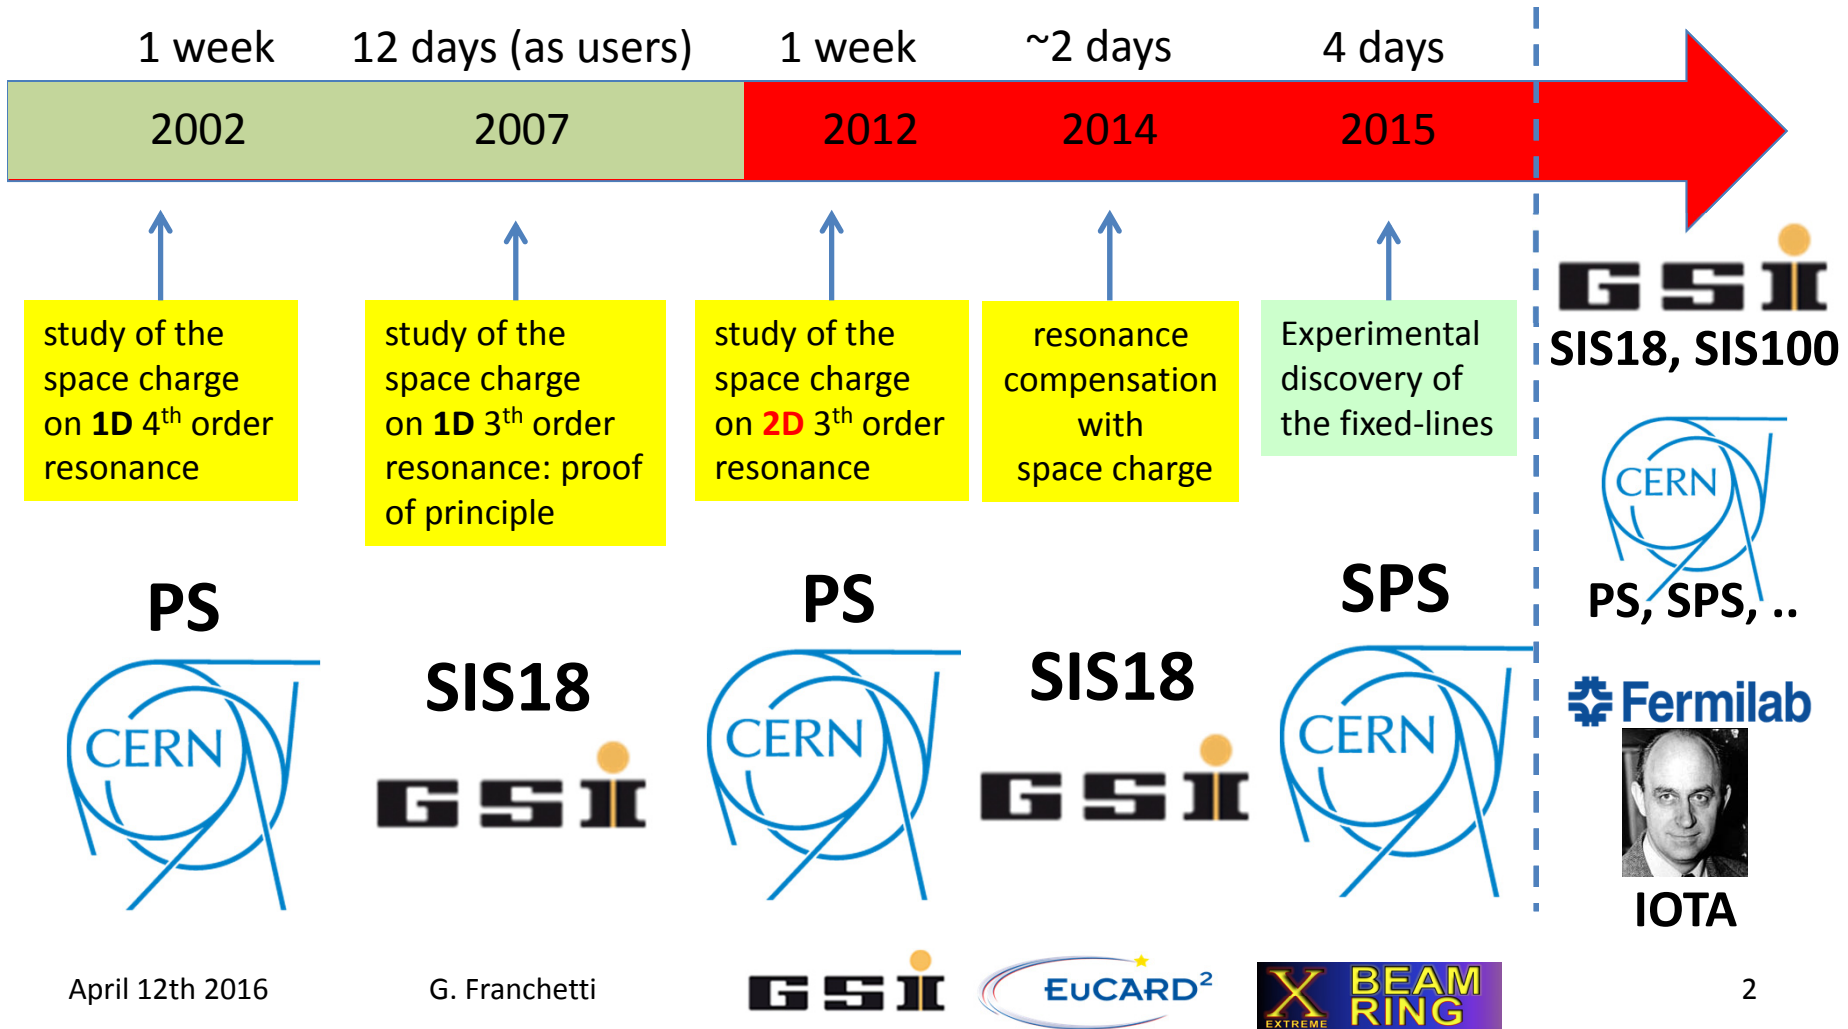 1 week
12 days (as users)
1 week
~2 days
4 days
2002
2007
2012
2014
2015
study of the
space charge
on 1D 4th order
resonance
study of the
space charge
on 1D 3th order
resonance: proof
of principle
study of the
space charge
on 2D 3th order
resonance
resonance
compensation
with
space charge
Experimental
discovery of
the fixed-lines
GSI
SIS18, SIS100
CERN
PS, SPS, ..
Fermilab
IOTA
PS
CERN
SIS18
GSI
PS
CERN
SIS18
GSI
SPS
CERN
April 12th 2016
G. Franchetti
GSI
EuCARD²
X BEAM
EXTREME RING
2